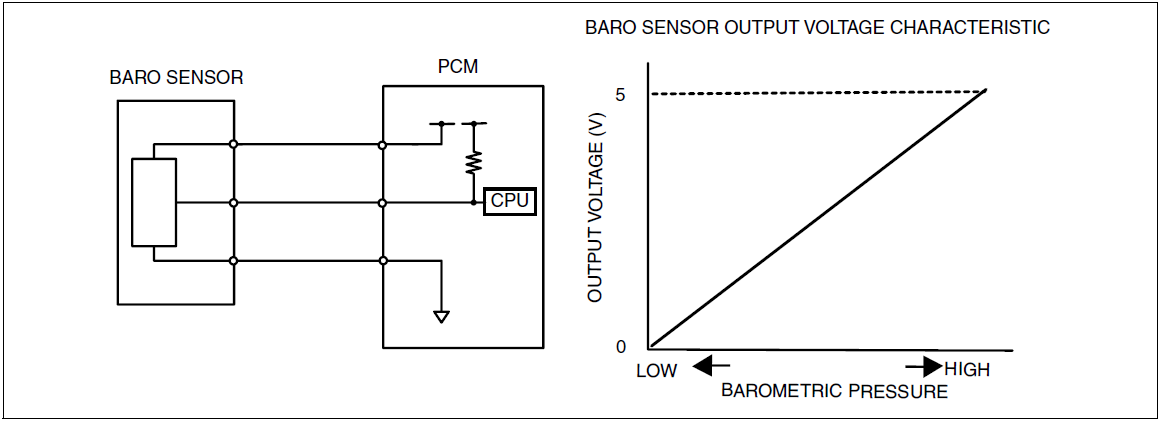 BARO SENSOR OUTPUT VOLTAGE CHARACTERISTIC
BARO SENSOR
PCM
CPU
OUTPUT VOLTAGE (V)
5
0
LOW
HIGH
BAROMETRIC PRESSURE